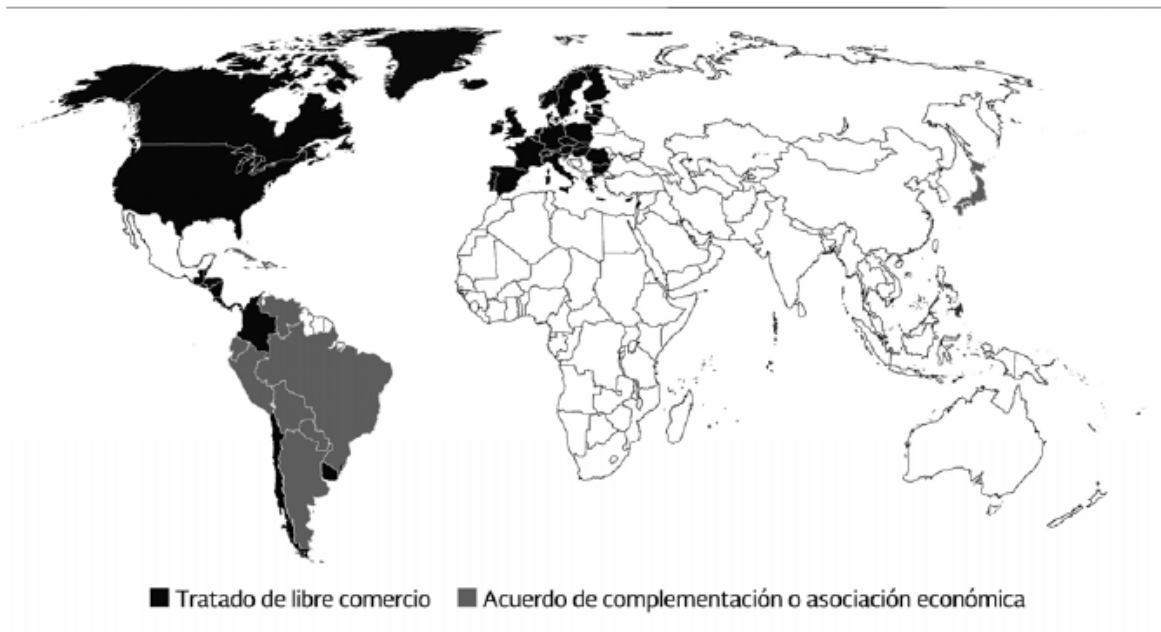 Tratado de libre comercio
Acuerdo de complementación o asociación económica